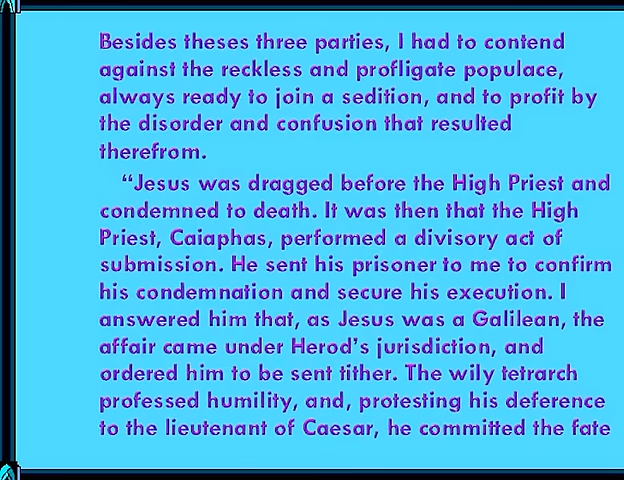 Besides theses three parties, I had to contend
against the reckless and profligate populace,
always ready to join a sedition, and to profit by
the disorder and confusion that resulted
therefrom.
“Jesus was dragged before the High Priest and
condemned to death. It was then that the High
Priest, Caiaphas, performed a divisory act of
submission. He sent his prisoner to me to confirm
his condemnation and secure his execution. I
answered him that, as Jesus was a Galilean, the
affair came under Herod’s jurisdiction, and
ordered him to be sent tither. The wily tetrarch
professed humility, and, protesting his deference
to the lieutenant of Caesar, he committed the fate